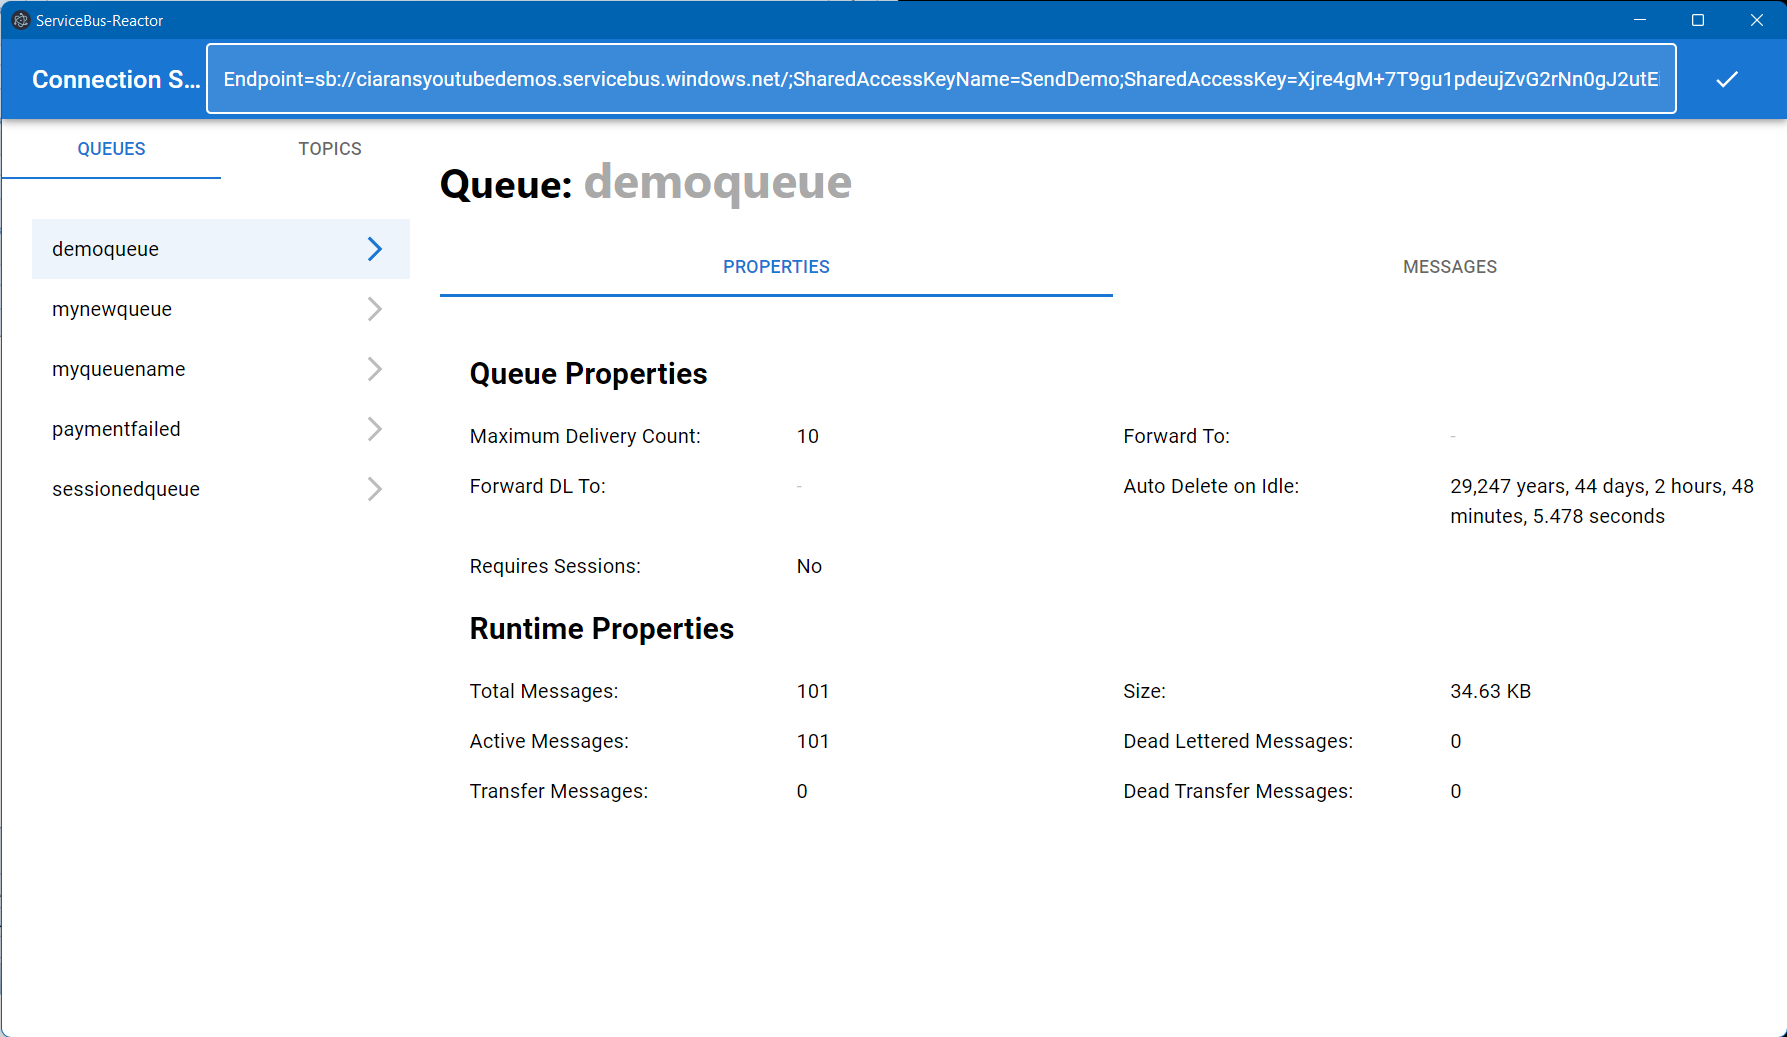 ServiceBus-Reactor
Connection S...
Endpoint=sb://ciaransyoutubedemos.servicebus.windows.net/;SharedAccessKeyName=SendDemo;SharedAccessKey=Xjre4gM+7T9gu1pdeujZvG2rNn0gJ2utE
QUEUES
TOPICS
demoqueue
mynewqueue
myqueuename
paymentfailed
sessionedqueue
Queue: demoqueue
PROPERTIES
MESSAGES
Queue Properties
Maximum Delivery Count: 10
Forward To: -
Forward DL To: -
Auto Delete on Idle: 29,247 years, 44 days, 2 hours, 48
minutes, 5.478 seconds
Requires Sessions: No
Runtime Properties
Total Messages: 101
Size: 34.63 KB
Active Messages: 101
Dead Lettered Messages: 0
Transfer Messages: 0
Dead Transfer Messages: 0